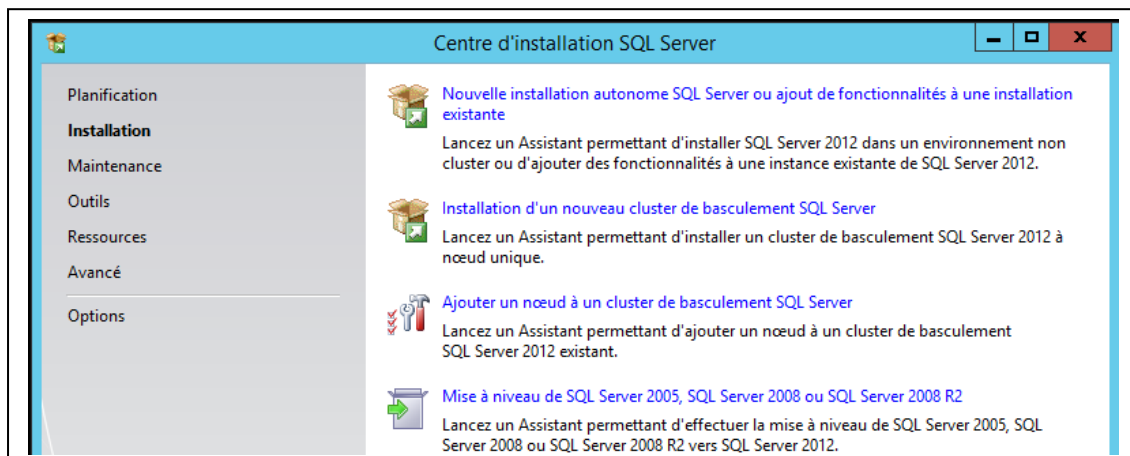 Centre d'installation SQL Server
Planification
Installation
Maintenance
Outils
Ressources
Avancé
Options
Nouvelle installation autonome SQL Server ou ajout de fonctionnalités à une installation
existante
Lancez un Assistant permettant d'installer SQL Server 2012 dans un environnement non
cluster ou d'ajouter des fonctionnalités à une instance existante de SQL Server 2012.
Installation d'un nouveau cluster de basculement SQL Server
Lancez un Assistant permettant d'installer un cluster de basculement SQL Server 2012 à
nœud unique.
Ajouter un nœud à un cluster de basculement SQL Server
Lancez un Assistant permettant d'ajouter un nœud à un cluster de basculement
SQL Server 2012 existant.
Mise à niveau de SQL Server 2005, SQL Server 2008 ou SQL Server 2008 R2
Lancez un Assistant permettant d'effectuer la mise à niveau de SQL Server 2005, SQL
Server 2008 ou SQL Server 2008 R2 vers SQL Server 2012.